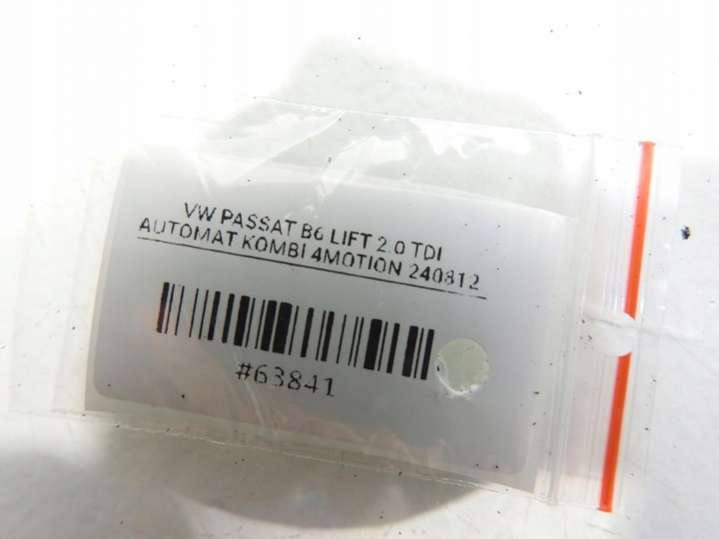 VW PASSAT B6 LIFT 2.0 TDI
AUTOMAT KOMBI 4MOTION 240812
#63841